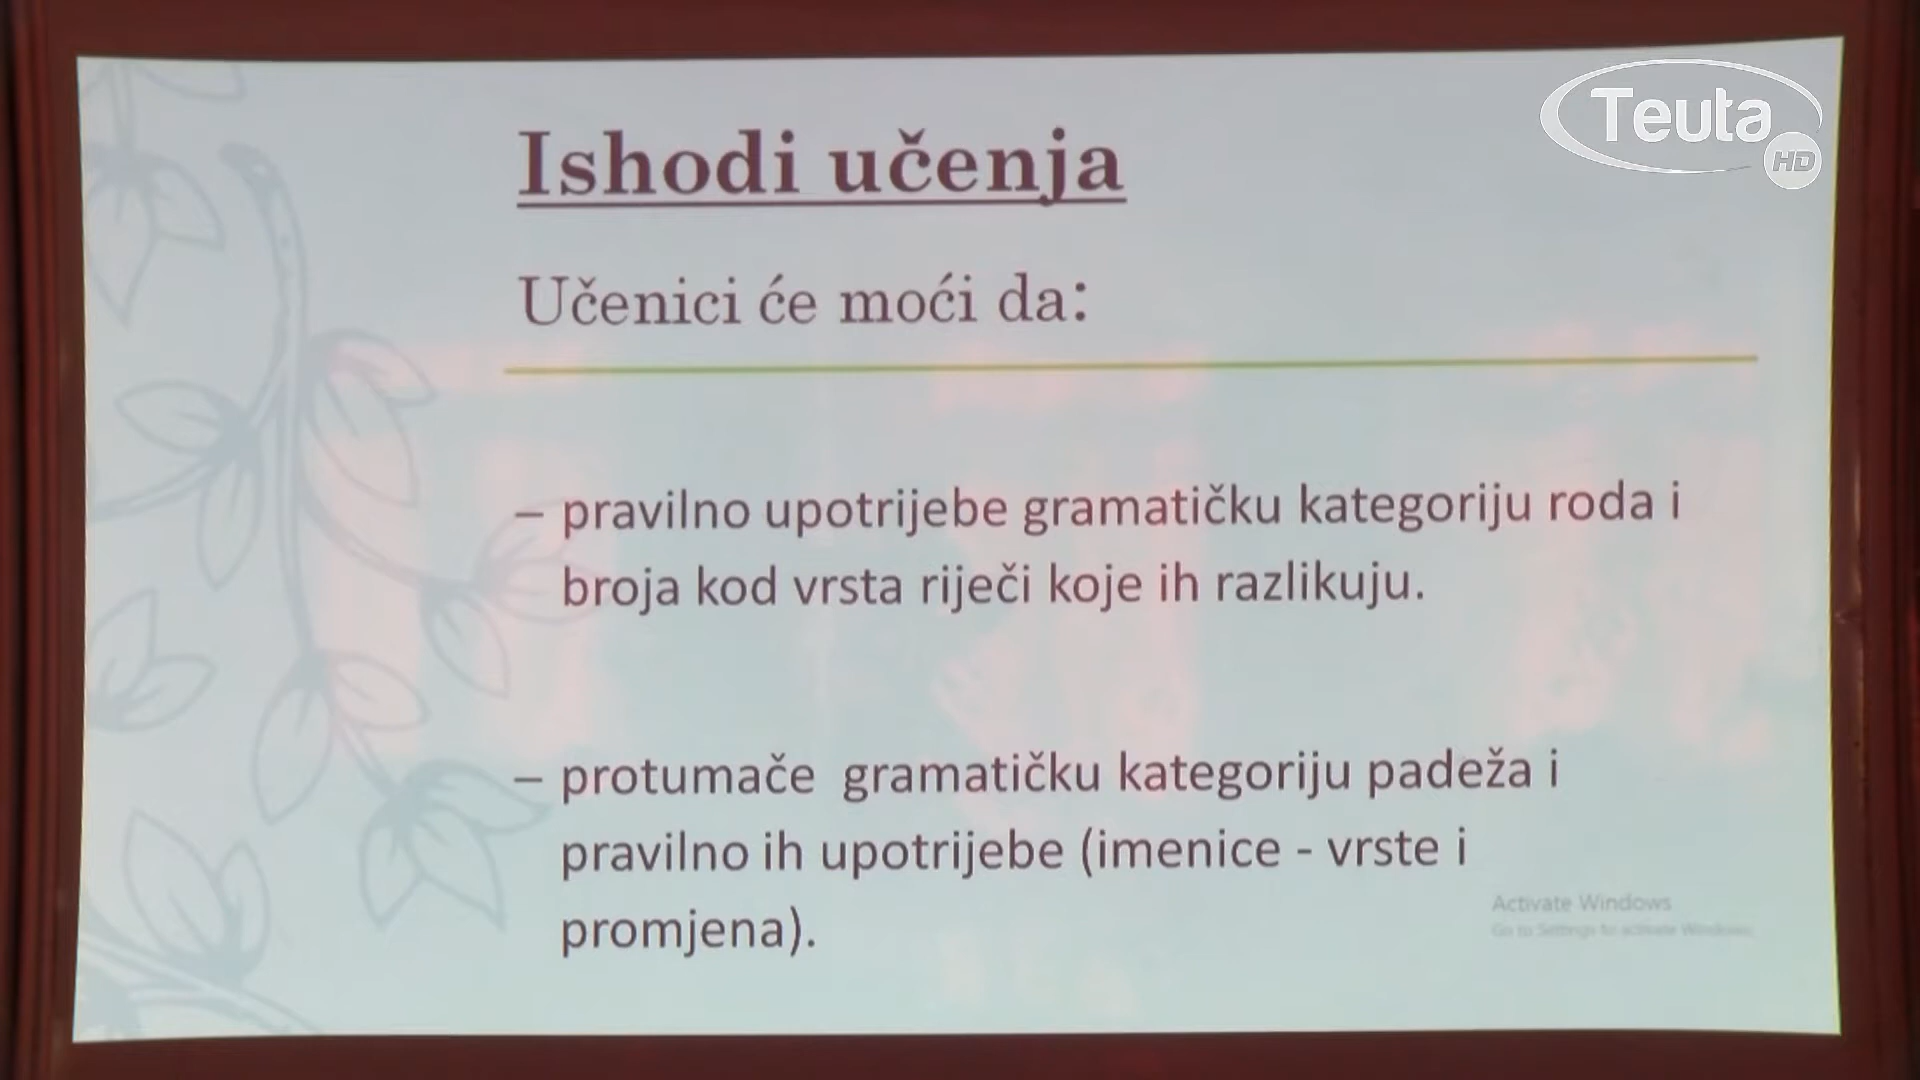 Teuta
HD
Ishodi učenja
Učenici će moći da:
– pravilno upotrijebe gramatičku kategoriju roda i
broja kod vrsta riječi koje ih razlikuju.
– protumače gramatičku kategoriju padeža i
pravilno ih upotrijebe (imenice - vrste i
promjena).
Activate Windows
Go to Settings to activate Windows.